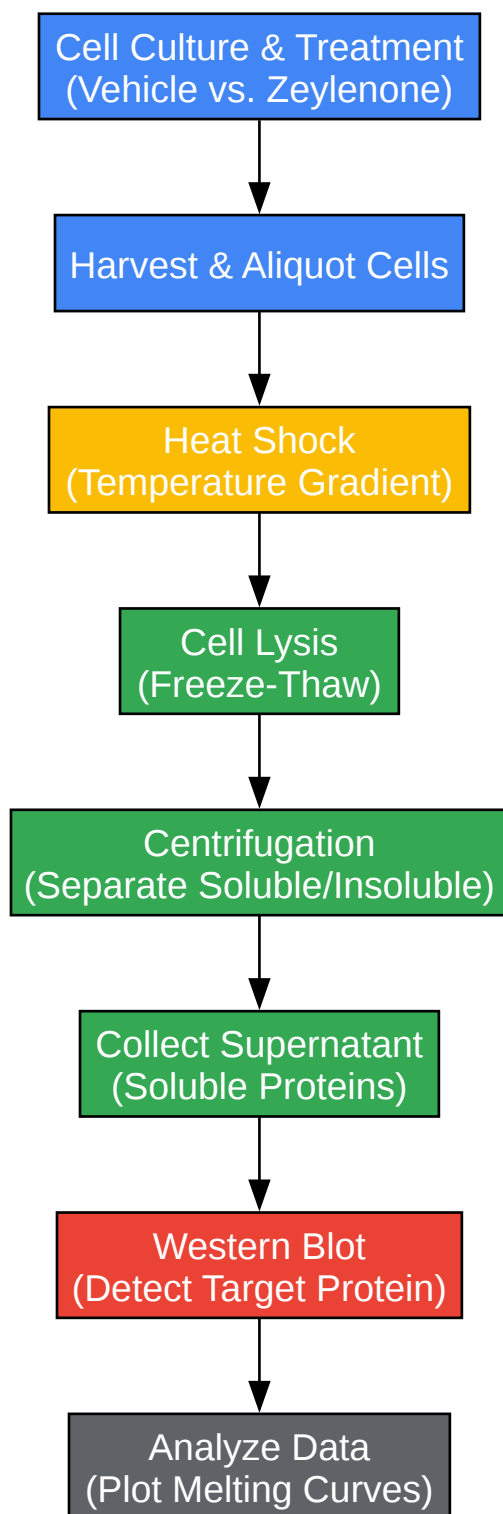 Cell Culture & Treatment
(Vehicle vs. Zeylenone)
Harvest & Aliquot Cells
Heat Shock
(Temperature Gradient)
Cell Lysis
(Freeze-Thaw)
Centrifugation
(Separate Soluble/Insoluble)
Collect Supernatant
(Soluble Proteins)
Western Blot
(Detect Target Protein)
Analyze Data
(Plot Melting Curves)